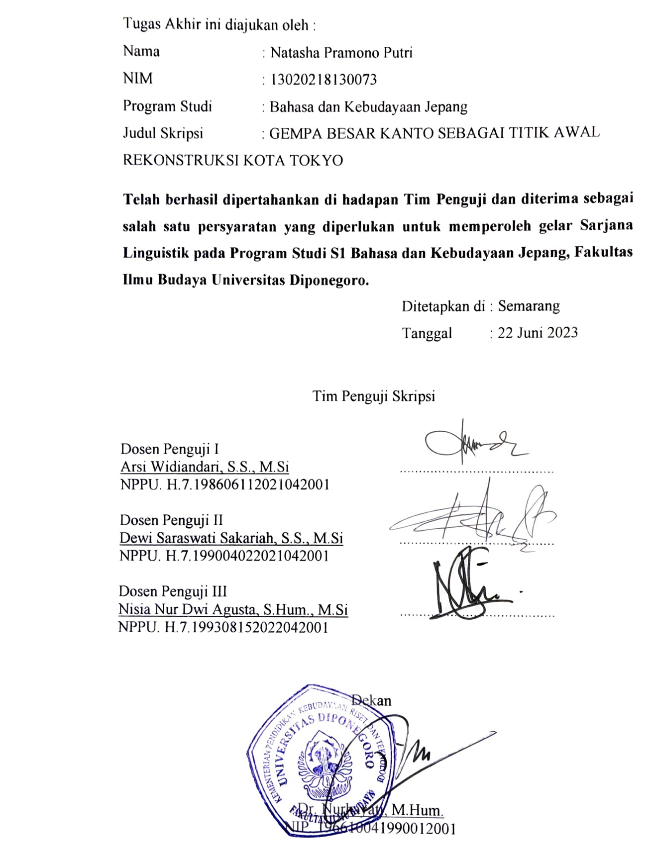 Tugas Akhir ini diajukan oleh :
Nama : Natasha Pramono Putri
NIM : 13020218130073
Program Studi : Bahasa dan Kebudayaan Jepang
Judul Skripsi : GEMPA BESAR KANTO SEBAGAI TITIK AWAL
REKONSTRUKSI KOTA TOKYO
Telah berhasil dipertahankan di hadapan Tim Penguji dan diterima sebagai
salah satu persyaratan yang diperlukan untuk memperoleh gelar Sarjana
Linguistik pada Program Studi S1 Bahasa dan Kebudayaan Jepang, Fakultas
Ilmu Budaya Universitas Diponegoro.
Ditetapkan di : Semarang
Tanggal : 22 Juni 2023
Tim Penguji Skripsi
Dosen Penguji I
Arsi Widiandari, S.S., M.Si
NPPU. H.7.198606112021042001
Dosen Penguji II
Dewi Saraswati Sakariah, S.S., M.Si
NPPU. H.7.199004022021042001
Dosen Penguji III
Nisia Nur Dwi Agusta, S.Hum., M.Si
NPPU. H.7.199308152022042001
Dekan
KEMENTERIAN PENDIDIKAN KEBUDAYAAN RISET DAN TEKNOLOGI
UNIVERSITAS DIPONEGORO
FAKULTAS ILMU BUDAYA
Dr. Nurhayati, M.Hum.
NIP. 196610041990012001